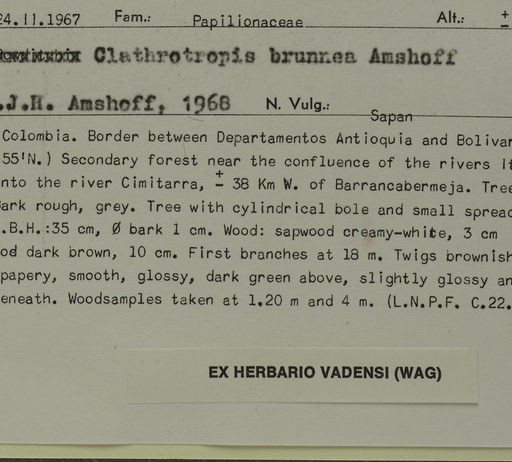 24.11.1967 Fam.: Papilionaceae Alt.: ±
Clathrotropis brunnea Amshoff
.J.H. Amshoff, 1968 N. Vulg.: Sapan
Colombia. Border between Departamentos Antioquia and Bolivar
55'N.) Secondary forest near the confluence of the rivers It
nto the river Cimitarra, ± 38 Km W. of Barrancabermeja. Tree
ark rough, grey. Tree with cylindrical bole and small spread
.B.H.:35 cm, Ø bark 1 cm. Wood: sapwood creamy-white, 3 cm
od dark brown, 10 cm. First branches at 18 m. Twigs brownish
papery, smooth, glossy, dark green above, slightly glossy an
eneath. Woodsamples taken at 1.20 m and 4 m. (L.N.P.F. C.22.
EX HERBARIO VADENSI (WAG)